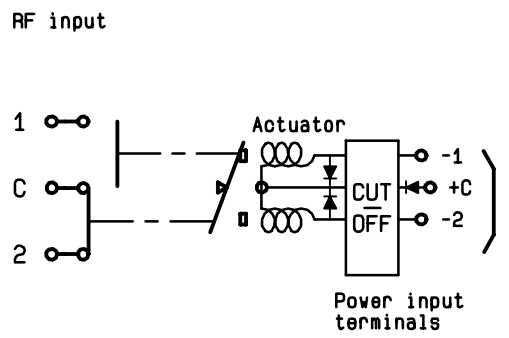 RF input
Actuator
1
-1
C
CUT
+C
OFF
-2
2
Power input
terminals